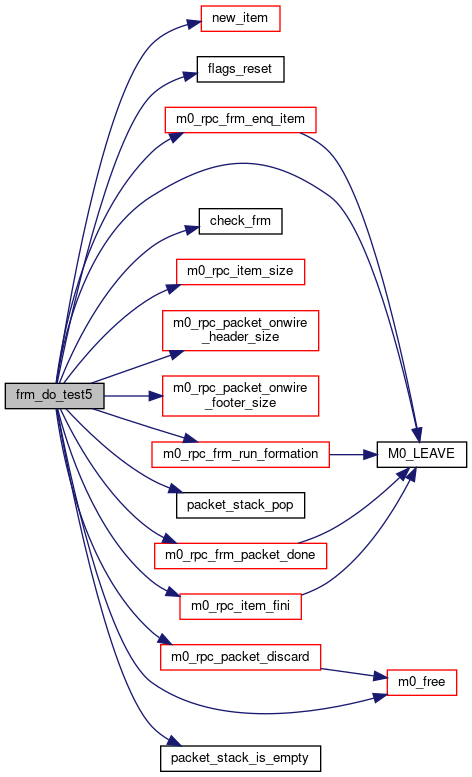 new_item
flags_reset
m0_rpc_frm_enq_item
check_frm
m0_rpc_item_size
m0_rpc_packet_onwire
_header_size
frm_do_test5
m0_rpc_packet_onwire
_footer_size
m0_rpc_frm_run_formation
M0_LEAVE
packet_stack_pop
m0_rpc_frm_packet_done
m0_rpc_item_fini
m0_rpc_packet_discard
m0_free
packet_stack_is_empty